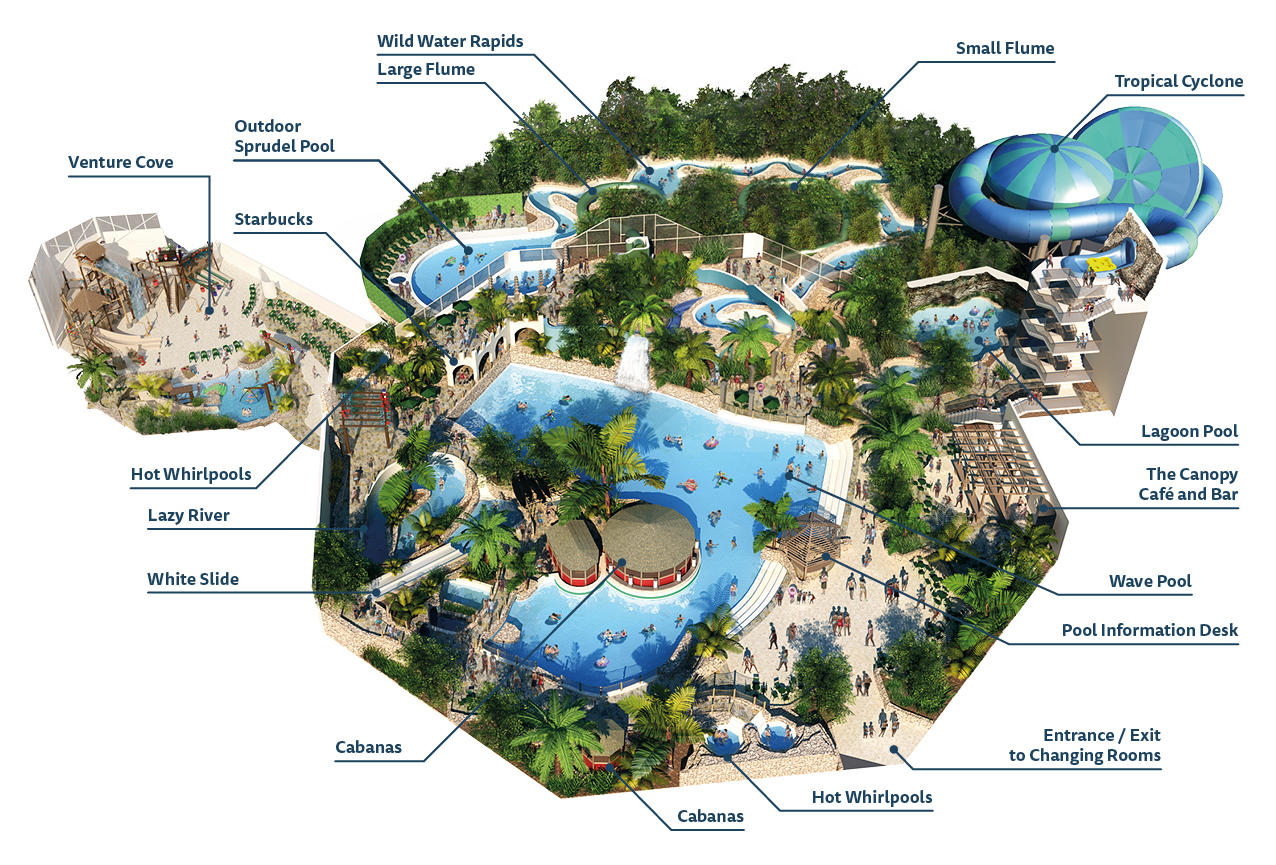 Wild Water Rapids
Large Flume
Small Flume
Tropical Cyclone
Outdoor
Sprudel Pool
Venture Cove
Starbucks
Lagoon Pool
The Canopy
Café and Bar
Hot Whirlpools
Lazy River
White Slide
Wave Pool
Pool Information Desk
Cabanas
Entrance / Exit
to Changing Rooms
Hot Whirlpools
Cabanas